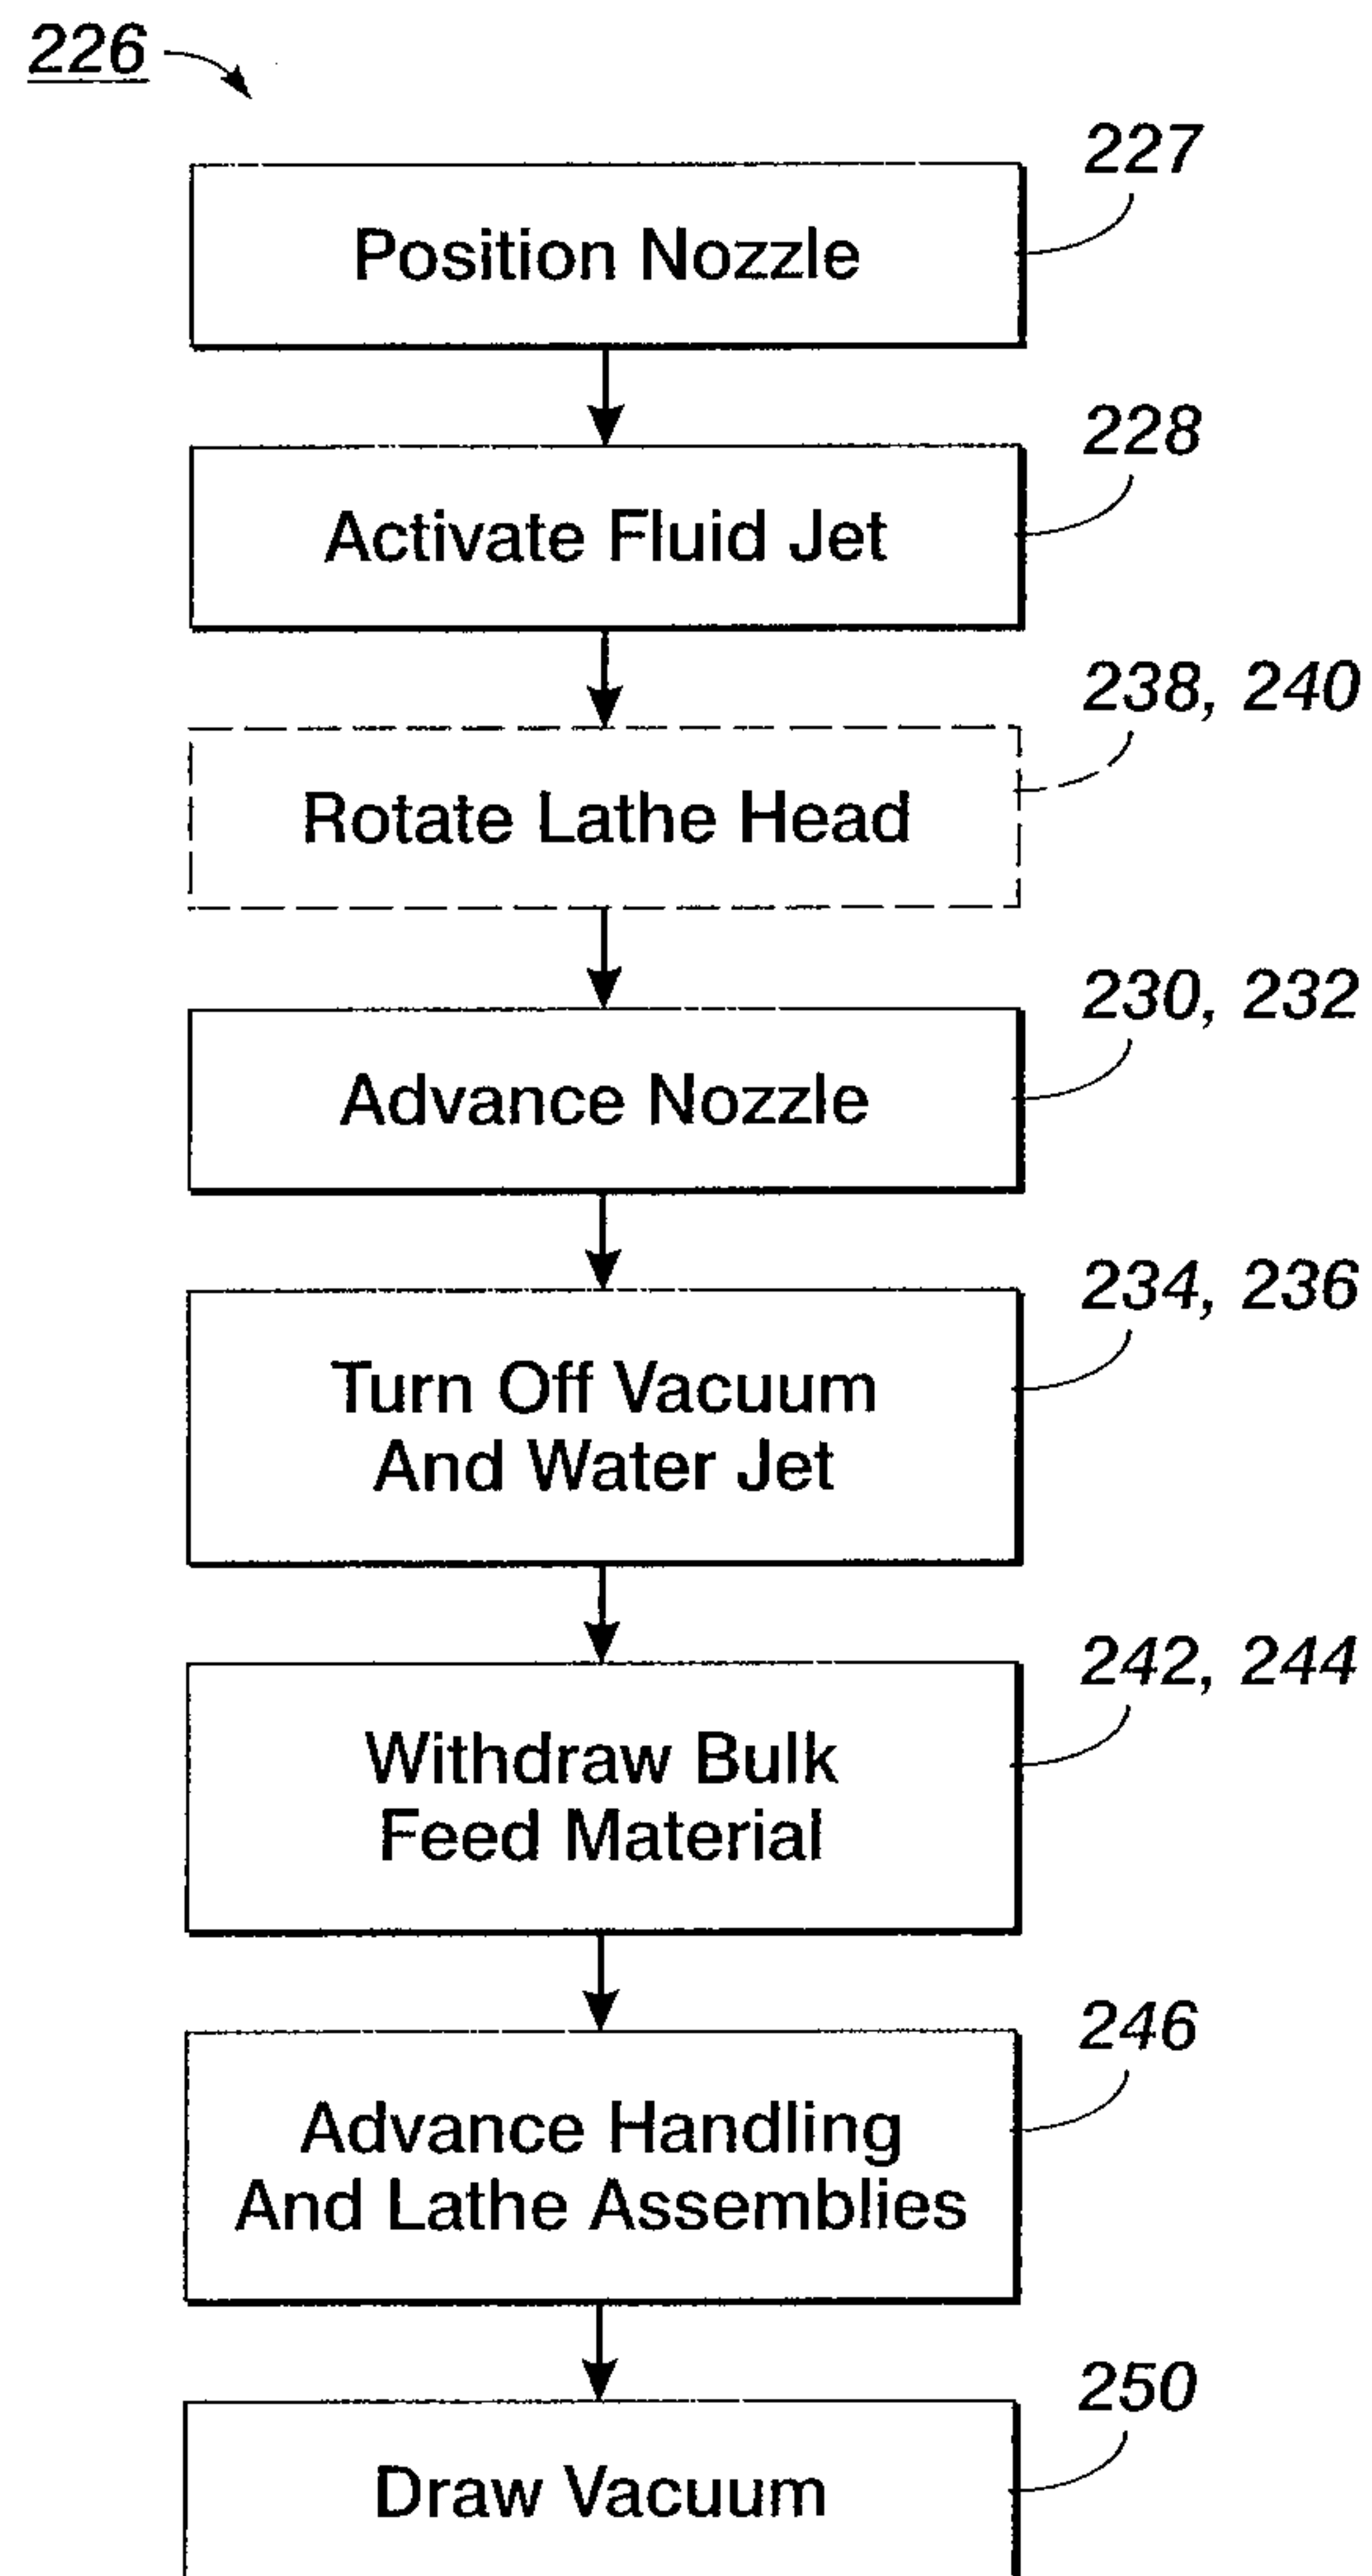 226
227
Position Nozzle
228
Activate Fluid Jet
238, 240
Rotate Lathe Head
230, 232
Advance Nozzle
234, 236
Turn Off Vacuum
And Water Jet
242, 244
Withdraw Bulk
Feed Material
246
Advance Handling
And Lathe Assemblies
250
Draw Vacuum